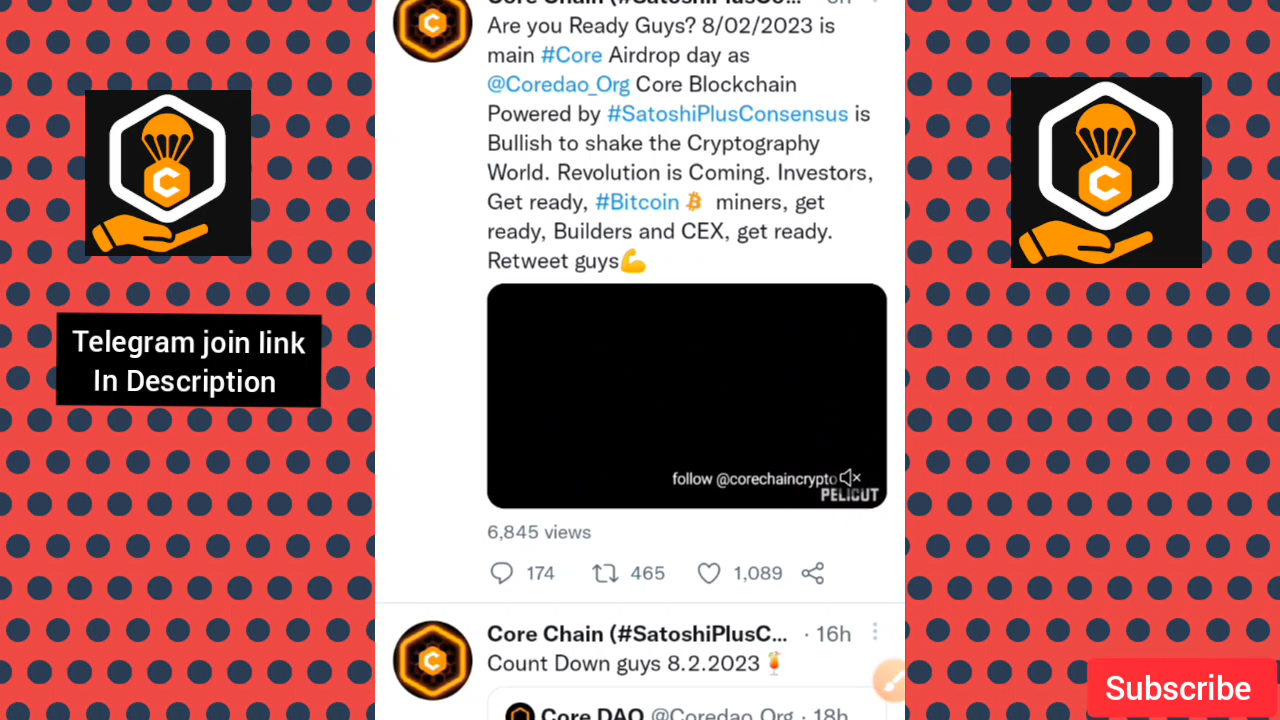 Core Chain (#SatoshiPlusCo...
Are you Ready Guys? 8/02/2023 is
main #Core Airdrop day as
@Coredao_Org Core Blockchain
Powered by #SatoshiPlusConsensus is
Bullish to shake the Cryptography
World. Revolution is Coming. Investors,
Get ready, #Bitcoin miners, get
ready, Builders and CEX, get ready.
Retweet guys
Telegram join link
In Description
follow @corechaincrypto
PELICUT
6,845 views
174 465 1,089
Core Chain (#SatoshiPlusC... · 16h
Count Down guys 8.2.2023
Core DAO @Coredao_Org · 18h
Subscribe